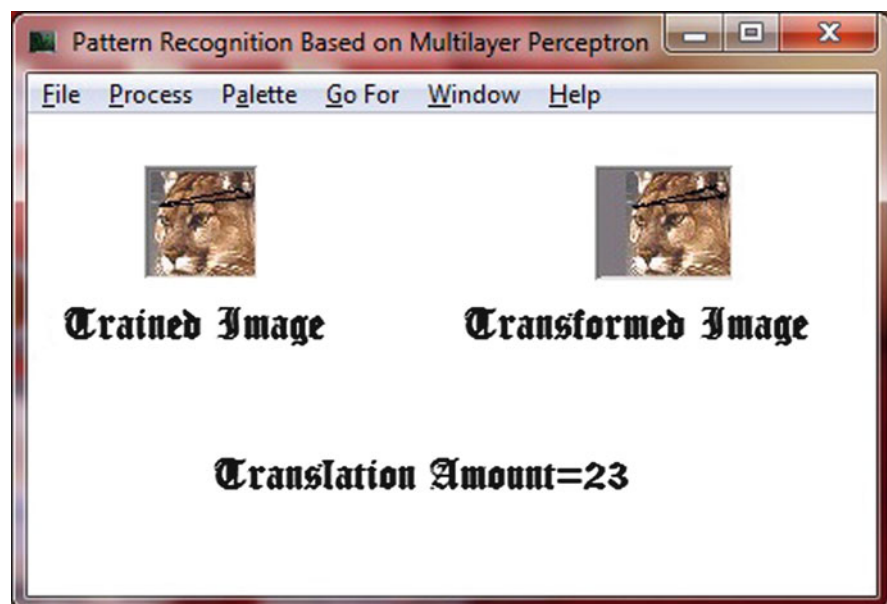 Pattern Recognition Based on Multilayer Perceptron
File Process Palette Go For Window Help
Trained Image Transformed Image
Translation Amount=23